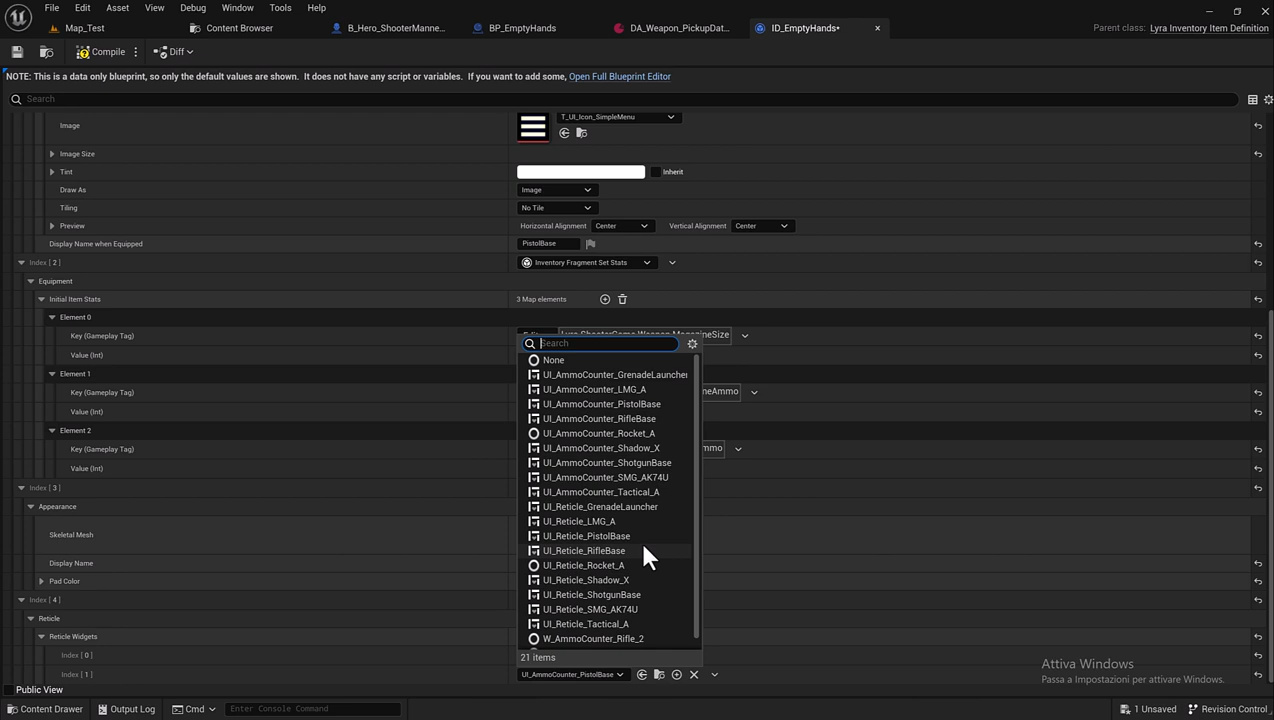 File Edit Asset View Debug Window Tools Help
Map_Test Content Browser B_Hero_ShooterManne... BP_EmptyHands DA_Weapon_PickupDat... ID_EmptyHands* Parent class: Lyra Inventory Item Definition
Compile Diff
NOTE: This is a data only blueprint, so only the default values are shown. It does not have any script or variables. If you want to add some, Open Full Blueprint Editor
Search
T_UI_Icon_SimpleMenu
Image
Image Size
Tint Inherit
Draw As Image
Tiling No Tile
Preview Horizontal Alignment Center Vertical Alignment Center
Display Name when Equipped PistolBase
Index [ 2 ] Inventory Fragment Set Stats
Equipment
Initial Item Stats 3 Map elements
Element 0
Key (Gameplay Tag) Lyra.ShooterGame.Weapon.MagazineSize
Search
Value (Int)
None
Element 1
UI_AmmoCounter_GrenadeLauncher
UI_AmmoCounter_LMG_A
Key (Gameplay Tag)
UI_AmmoCounter_PistolBase
Value (Int)
UI_AmmoCounter_RifleBase
Element 2
UI_AmmoCounter_Rocket_A
Key (Gameplay Tag)
UI_AmmoCounter_Shadow_X
UI_AmmoCounter_ShotgunBase
Value (Int)
UI_AmmoCounter_SMG_AK74U
Index [ 3 ]
UI_AmmoCounter_Tactical_A
Appearance
UI_Reticle_GrenadeLauncher
UI_Reticle_LMG_A
Skeletal Mesh
UI_Reticle_PistolBase
UI_Reticle_RifleBase
Display Name
UI_Reticle_Rocket_A
Pad Color
UI_Reticle_Shadow_X
UI_Reticle_ShotgunBase
Index [ 4 ]
UI_Reticle_SMG_AK74U
Reticle
UI_Reticle_Tactical_A
Reticle Widgets
W_AmmoCounter_Rifle_2
Index [ 0 ]
21 items
Index [ 1 ] UI_AmmoCounter_PistolBase
Attiva Windows
Passa a Impostazioni per attivare Windows.
Public View
Content Drawer Output Log Cmd Enter Console Command 1 Unsaved Revision Control